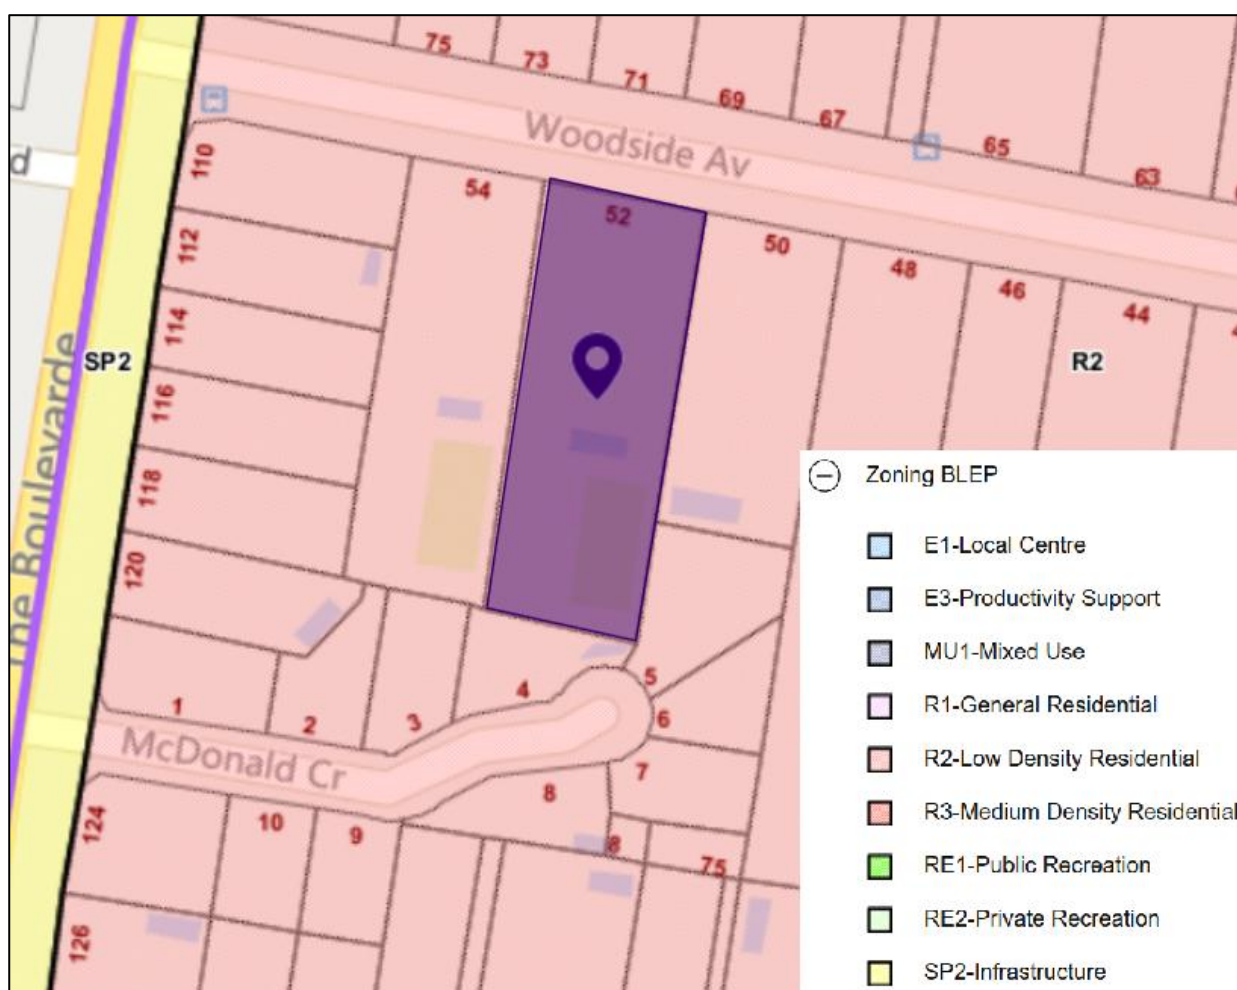 75
73
71
69
67
65
63
Woodside Av
d
110
54
52
50
48
46
44
112
114
SP2
R2
116
118
120
The Boulevarde
1
2
3
4
5
6
7
8
McDonald Cr
124
10
9
8
75
126
Zoning BLEP
E1-Local Centre
E3-Productivity Support
MU1-Mixed Use
R1-General Residential
R2-Low Density Residential
R3-Medium Density Residential
RE1-Public Recreation
RE2-Private Recreation
SP2-Infrastructure